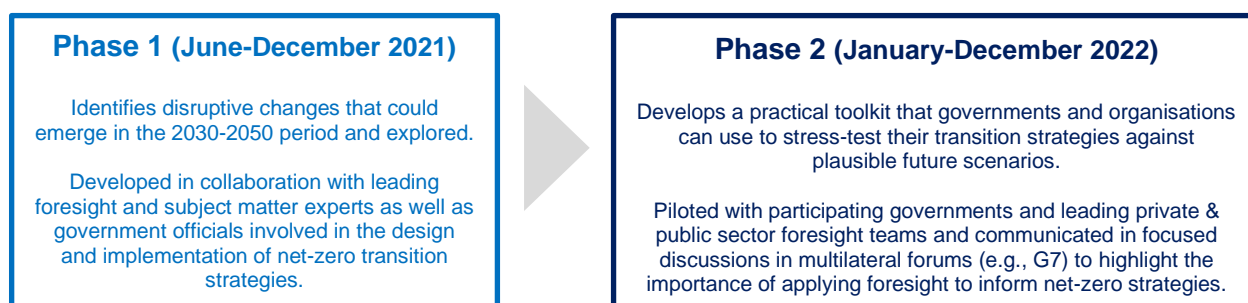 Phase 1 (June-December 2021)
Identifies disruptive changes that could
emerge in the 2030-2050 period and explored.
Developed in collaboration with leading
foresight and subject matter experts as well as
government officials involved in the design
and implementation of net-zero transition
strategies.
Phase 2 (January-December 2022)
Develops a practical toolkit that governments and organisations
can use to stress-test their transition strategies against
plausible future scenarios.
Piloted with participating governments and leading private &
public sector foresight teams and communicated in focused
discussions in multilateral forums (e.g., G7) to highlight the
importance of applying foresight to inform net-zero strategies.